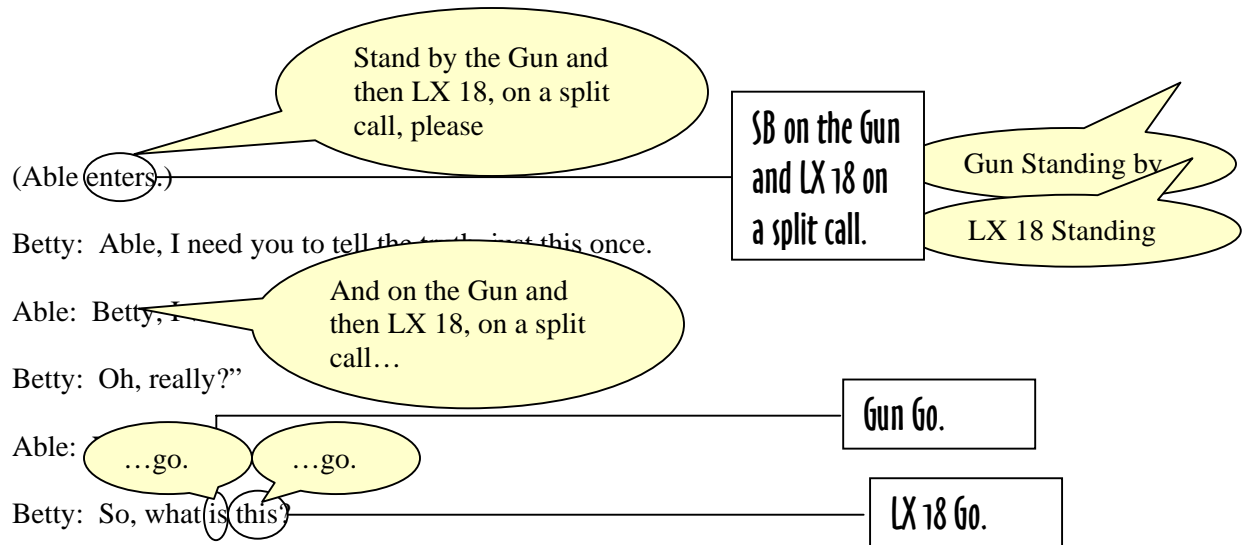 Stand by the Gun and
then LX 18, on a split
call, please
SB on the Gun
and LX 18 on
a split call.
Gun Standing by
LX 18 Standing
(Able enters.)
Betty: Able, I need you to tell the truth just this once.
And on the Gun and
then LX 18, on a split
call…
Able: Betty, I
Betty: Oh, really?”
Gun Go.
Able:
…go. …go.
Betty: So, what is this?
LX 18 Go.